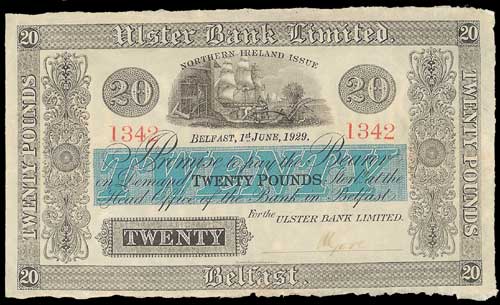 20 Ulster Bank Limited. 20
NORTHERN IRELAND ISSUE
20 20
1342 1342
BELFAST, 1st JUNE, 1929.
Promise to pay the Bearer
on Demand TWENTY POUNDS Sterl^g at the
Head Office of the Bank in Belfast.
For the ULSTER BANK LIMITED.
TWENTY
TWENTY POUNDS
TWENTY POUNDS
20 Belfast. 20